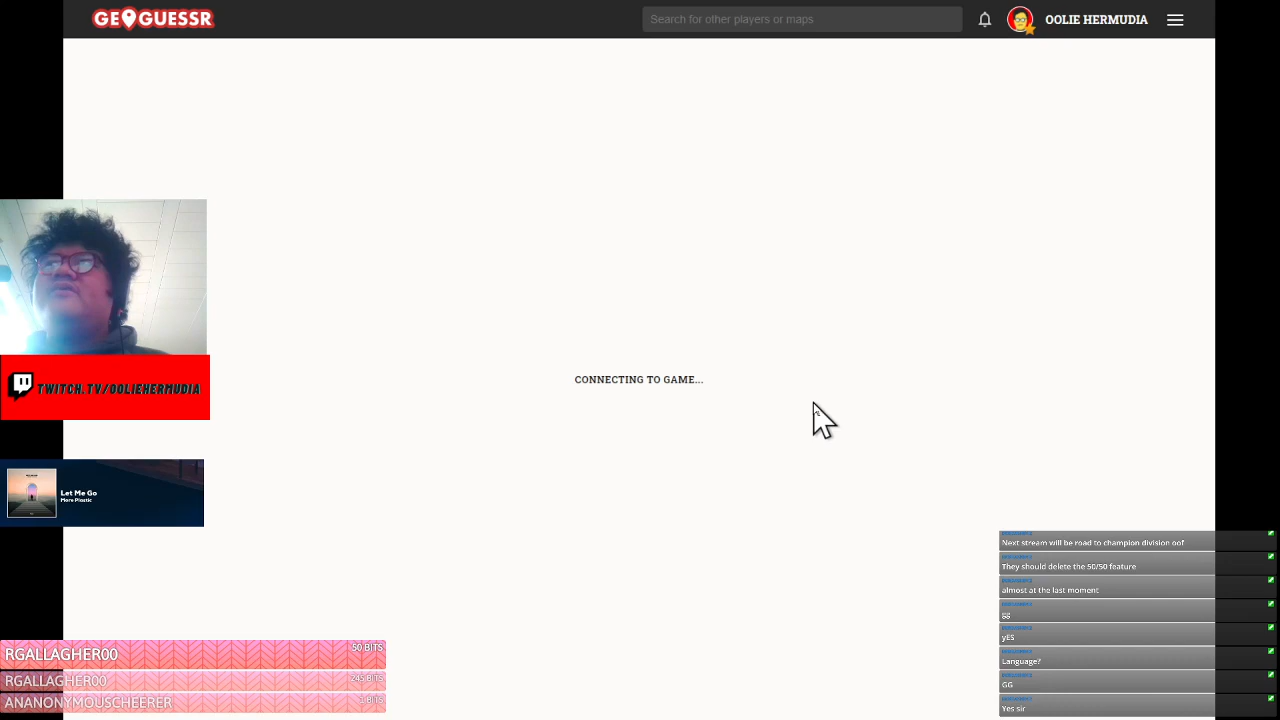 GEOGUESSR
Search for other players or maps
OOLIE HERMUDIA
CONNECTING TO GAME...
TWITCH.TV/OOLIEHERMUDIA
Let Me Go
More Plastic
Next stream will be road to champion division oof
They should delete the 50/50 feature
almost at the last moment
gg
yES
Language?
GG
Yes sir
RGALLAGHER00 50 BITS
RGALLAGHER00 245 BITS
ANANONYMOUSCHEERER 1 BITS